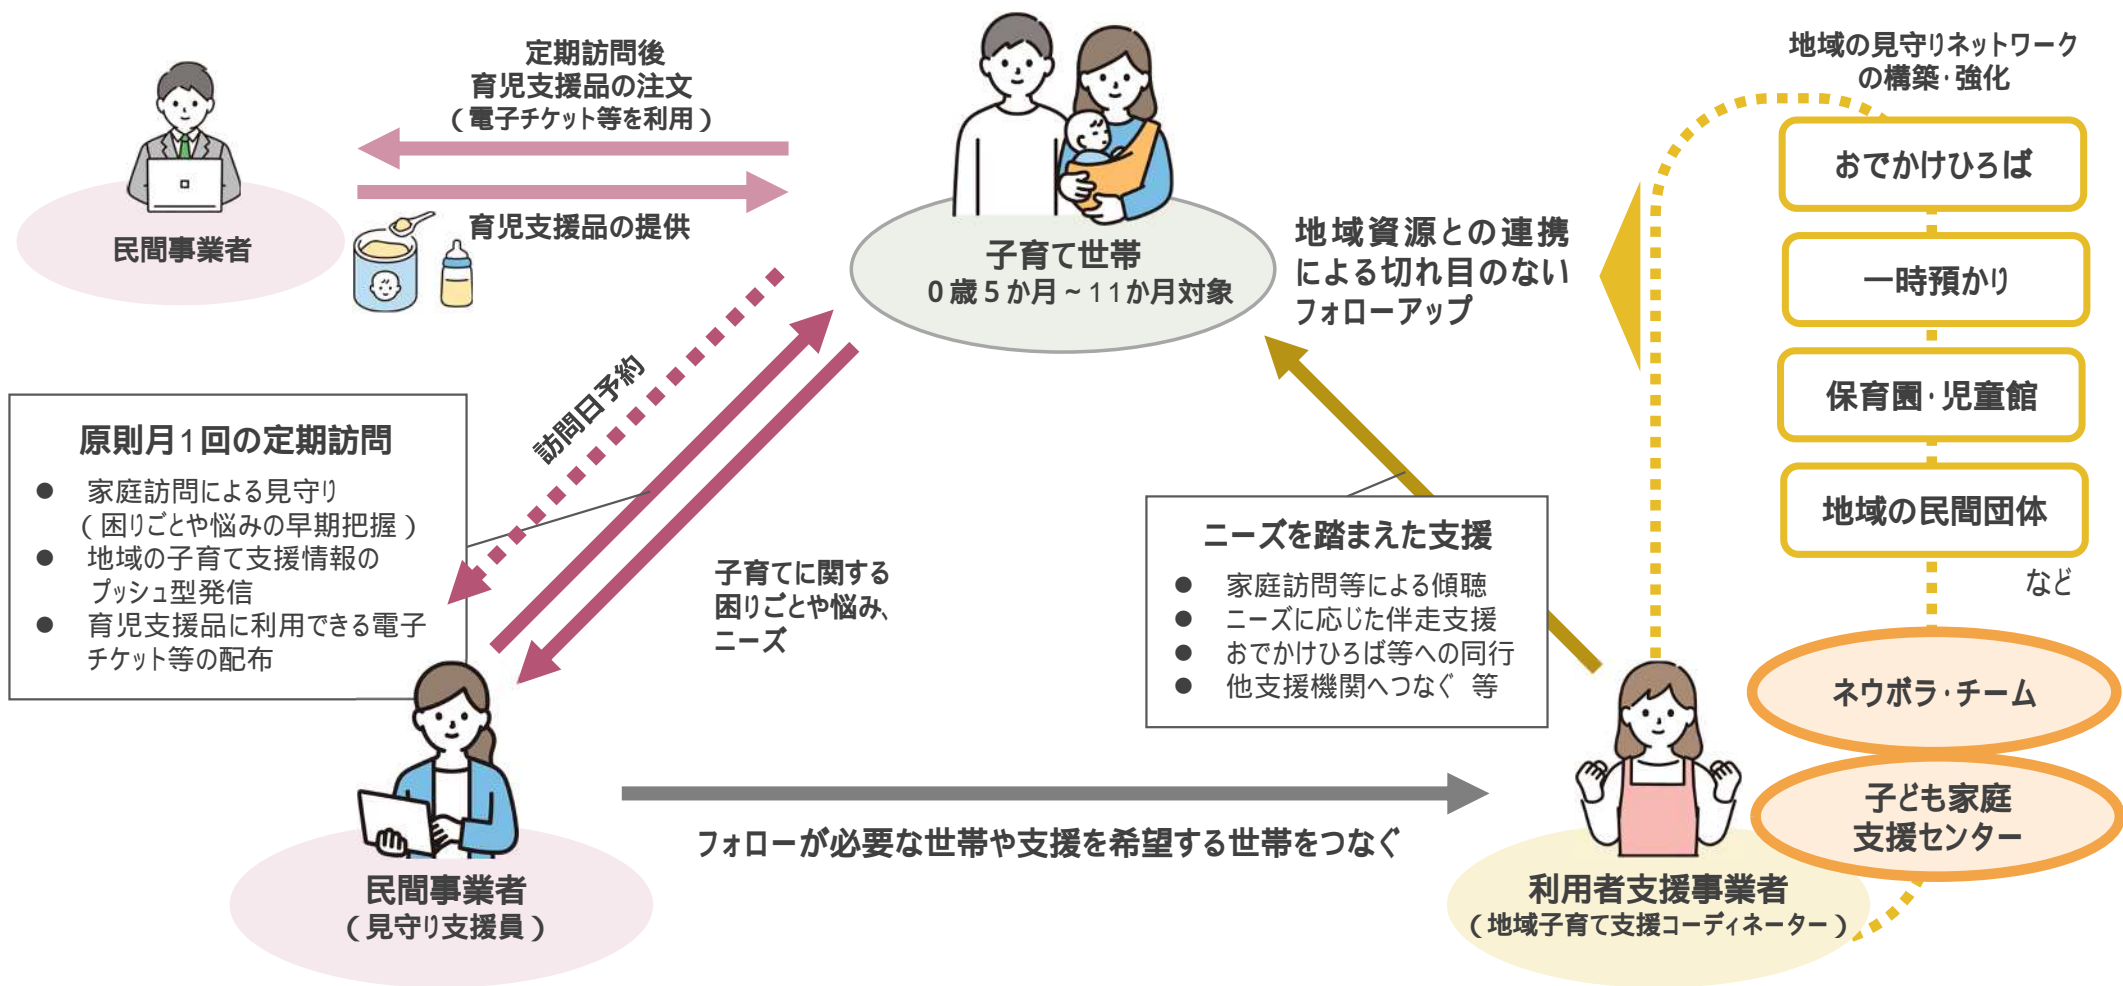 定期訪問後
育児支援品の注文
(電子チケット等を利用)
民間事業者
育児支援品の提供
子育て世帯
0歳5か月~11か月対象
地域資源との連携
による切れ目のない
フォローアップ
地域の見守りネットワーク
の構築・強化
おでかけひろば
一時預かり
保育園・児童館
地域の民間団体
など
ネウボラ・チーム
子ども家庭
支援センター
訪問日予約
原則月1回の定期訪問
● 家庭訪問による見守り
(困りごとや悩みの早期把握)
● 地域の子育て支援情報の
プッシュ型発信
● 育児支援品に利用できる電子
チケット等の配布
子育てに関する
困りごとや悩み、
ニーズ
ニーズを踏まえた支援
● 家庭訪問等による傾聴
● ニーズに応じた伴走支援
● おでかけひろば等への同行
● 他支援機関へつなぐ 等
フォローが必要な世帯や支援を希望する世帯をつなぐ
民間事業者
(見守り支援員)
利用者支援事業者
(地域子育て支援コーディネーター)